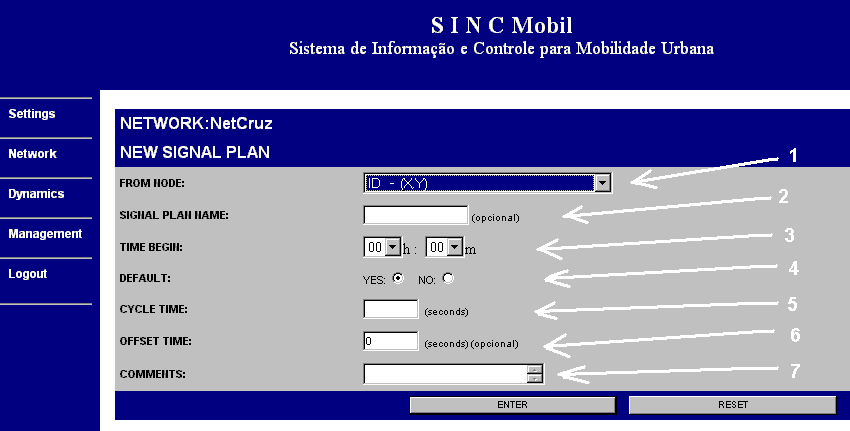 S I N C Mobil
Sistema de Informação e Controle para Mobilidade Urbana
Settings
Network
Dynamics
Management
Logout
NETWORK:NetCruz
NEW SIGNAL PLAN
1
FROM NODE: ID - (X,Y)
2
SIGNAL PLAN NAME: (opcional)
3
TIME BEGIN: 00 h : 00 m
4
DEFAULT: YES: NO:
5
CYCLE TIME: (seconds)
6
OFFSET TIME: 0 (seconds) (opcional)
7
COMMENTS:
ENTER RESET